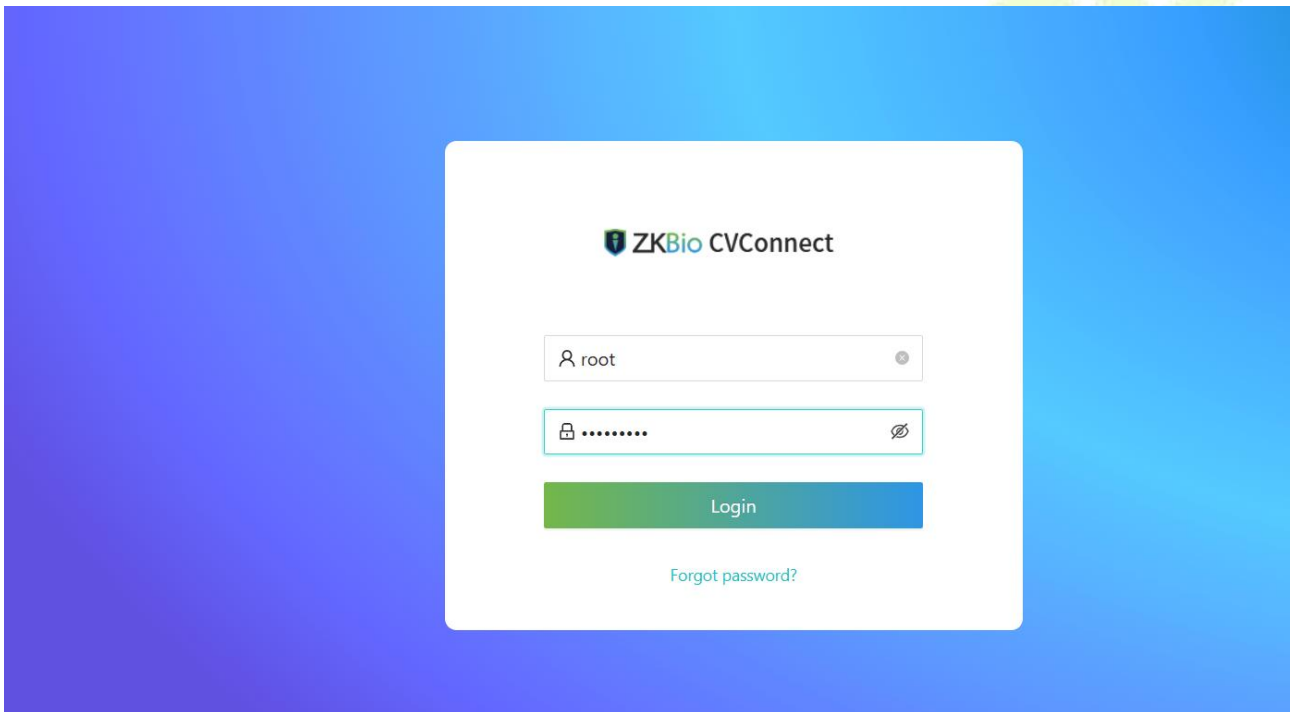 ZKBio CVConnect
root
•••••••••
Login
Forgot password?